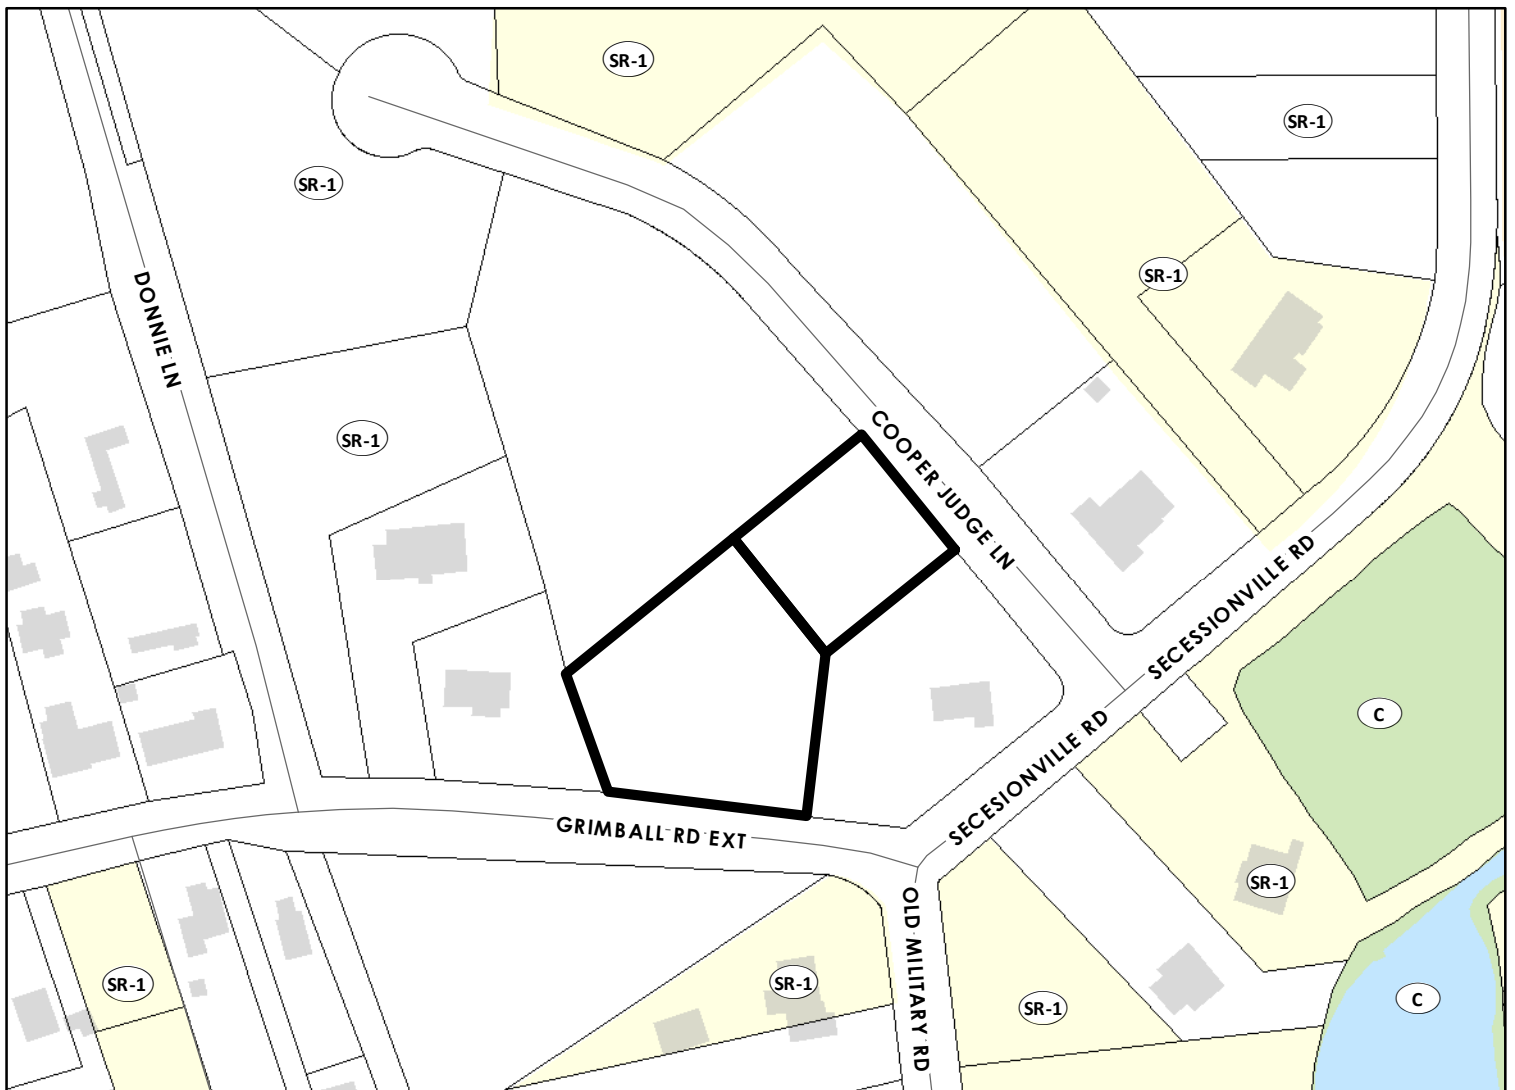 SR-1
SR-1
SR-1
SR-1
DONNIE LN
COOPER JUDGE LN
SR-1
SECESSIONVILLE RD
SECESIONVILLE RD
C
GRIMBALL RD EXT
SR-1
OLD MILITARY RD
SR-1
SR-1
SR-1
C